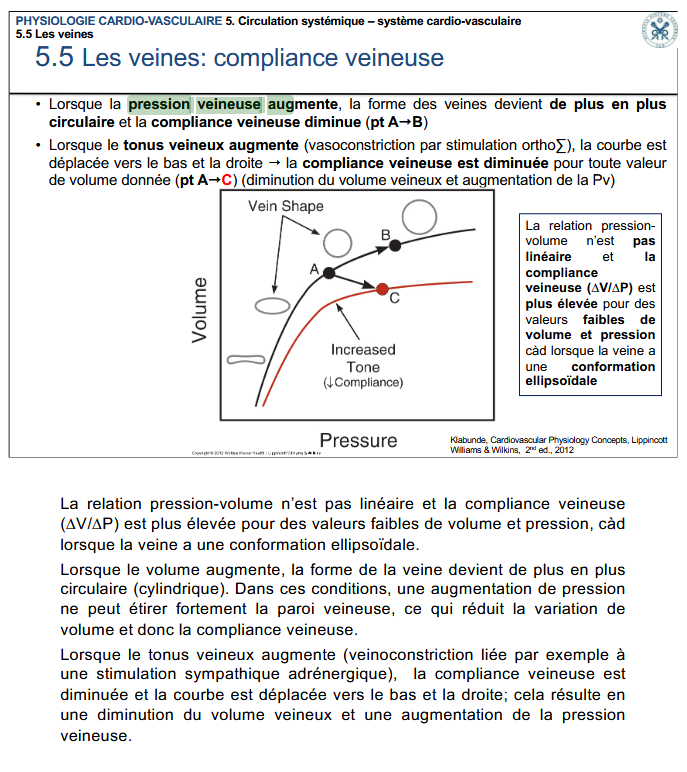 PHYSIOLOGIE CARDIO-VASCULAIRE 5. Circulation systémique – système cardio-vasculaire
5.5 Les veines
5.5 Les veines: compliance veineuse
• Lorsque la pression veineuse augmente, la forme des veines devient de plus en plus
circulaire et la compliance veineuse diminue (pt A→B)
• Lorsque le tonus veineux augmente (vasoconstriction par stimulation ortho∑), la courbe est
déplacée vers le bas et la droite → la compliance veineuse est diminuée pour toute valeur
de volume donnée (pt A→C) (diminution du volume veineux et augmentation de la Pv)
Vein Shape
A
B
C
Increased
Tone
(↓Compliance)
Volume
Pressure
La relation pression-
volume n’est pas
linéaire et la
compliance
veineuse (∆V/∆P) est
plus élevée pour des
valeurs faibles de
volume et pression
càd lorsque la veine a
une conformation
ellipsoïdale
Klabunde, Cardiovascular Physiology Concepts, Lippincott
Williams & Wilkins, 2nd ed., 2012
Copyright © 2012 Wolters Kluwer Health | Lippincott Williams & Wilkins
La relation pression-volume n’est pas linéaire et la compliance veineuse
(∆V/∆P) est plus élevée pour des valeurs faibles de volume et pression, càd
lorsque la veine a une conformation ellipsoïdale.
Lorsque le volume augmente, la forme de la veine devient de plus en plus
circulaire (cylindrique). Dans ces conditions, une augmentation de pression
ne peut étirer fortement la paroi veineuse, ce qui réduit la variation de
volume et donc la compliance veineuse.
Lorsque le tonus veineux augmente (veinoconstriction liée par exemple à
une stimulation sympathique adrénergique), la compliance veineuse est
diminuée et la courbe est déplacée vers le bas et la droite; cela résulte en
une diminution du volume veineux et une augmentation de la pression
veineuse.